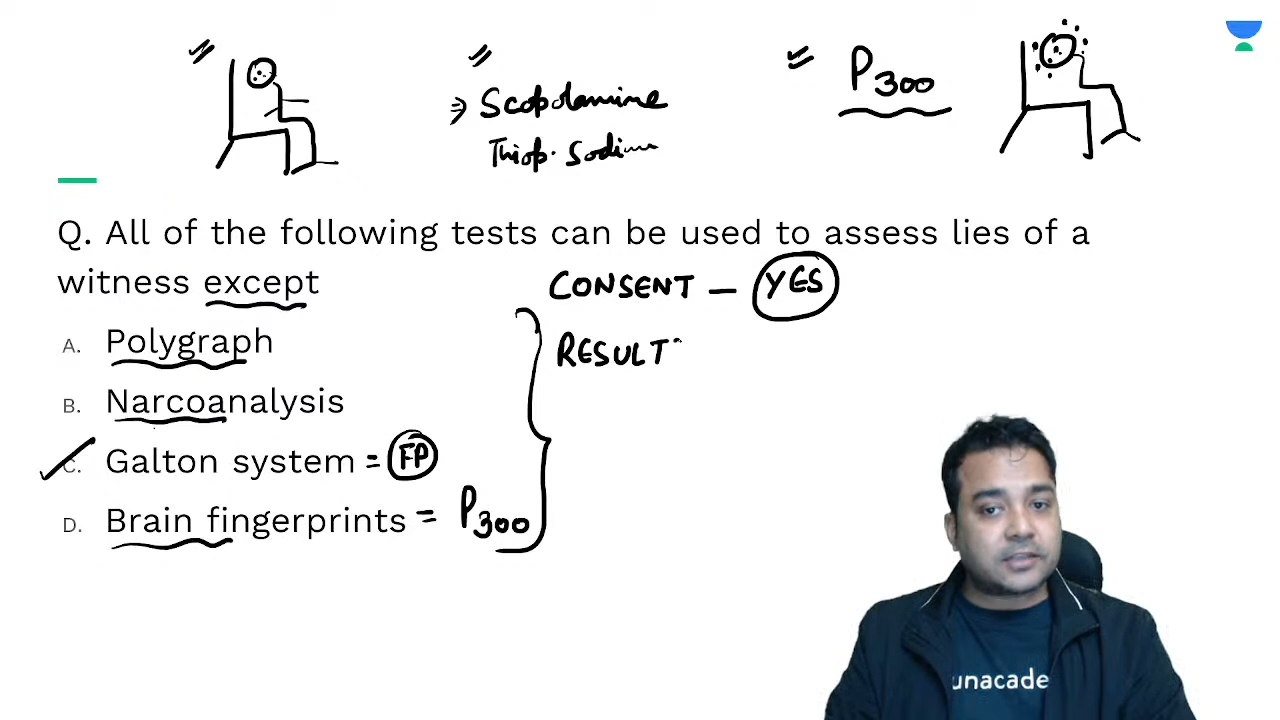 Scopolamine
Thiop. Sodium
P300
Q. All of the following tests can be used to assess lies of a
witness except
CONSENT – YES
A. Polygraph
RESULT
B. Narcoanalysis
C. Galton system = FP
D. Brain fingerprints = P300
unacade